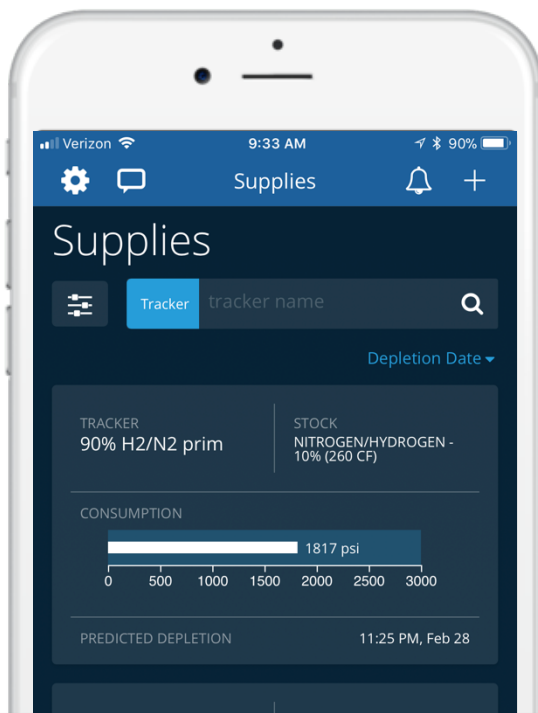 Verizon 9:33 AM 90%
Supplies
Supplies
Tracker tracker name
Depletion Date
TRACKER
90% H2/N2 prim
STOCK
NITROGEN/HYDROGEN -
10% (260 CF)
CONSUMPTION
1817 psi
0 500 1000 1500 2000 2500 3000
PREDICTED DEPLETION 11:25 PM, Feb 28